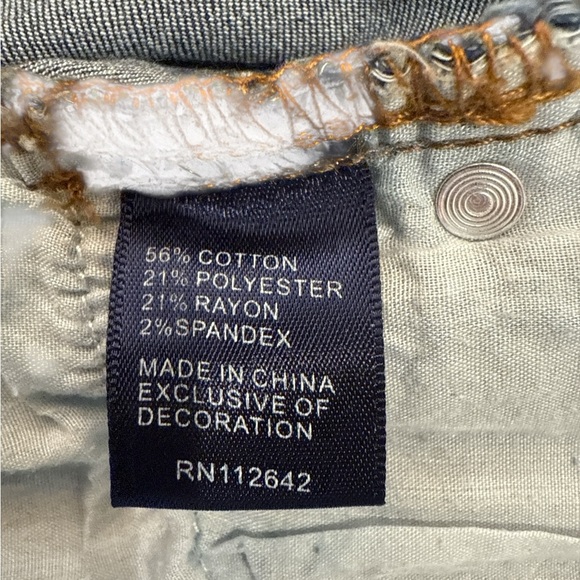 56% COTTON
21% POLYESTER
21% RAYON
2%SPANDEX
MADE IN CHINA
EXCLUSIVE OF
DECORATION
RN112642